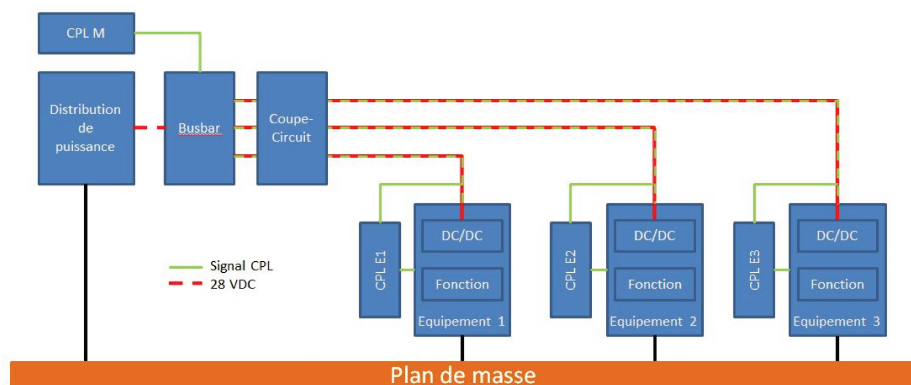 CPL M
Distribution
de
puissance
Busbar
Coupe-
Circuit
CPL E1
DC/DC
Fonction
Equipement 1
CPL E2
DC/DC
Fonction
Equipement 2
CPL E3
DC/DC
Fonction
Equipement 3
Signal CPL
28 VDC
Plan de masse